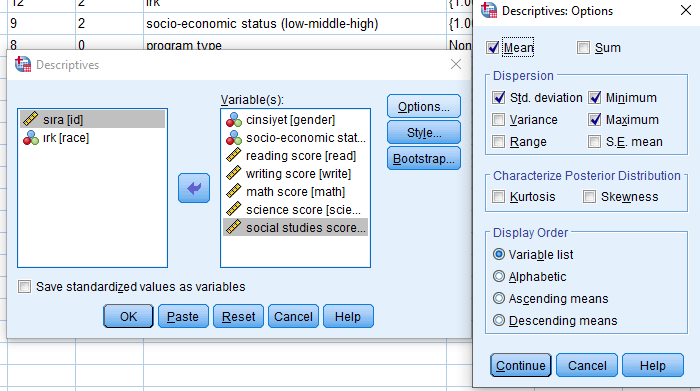 12
2
ırk
{1.00
9
2
socio-economic status (low-middle-high)
{1.00
8
0
program type
Non
Descriptives
sıra [id]
ırk [race]
Variable(s):
cinsiyet [gender]
socio-economic stat...
reading score [read]
writing score [write]
math score [math]
science score [scie...
social studies score...
Options...
Style...
Bootstrap...
Save standardized values as variables
OK
Paste
Reset
Cancel
Help
Descriptives: Options
Mean
Sum
Dispersion
Std. deviation
Minimum
Variance
Maximum
Range
S.E. mean
Characterize Posterior Distribution
Kurtosis
Skewness
Display Order
Variable list
Alphabetic
Ascending means
Descending means
Continue
Cancel
Help